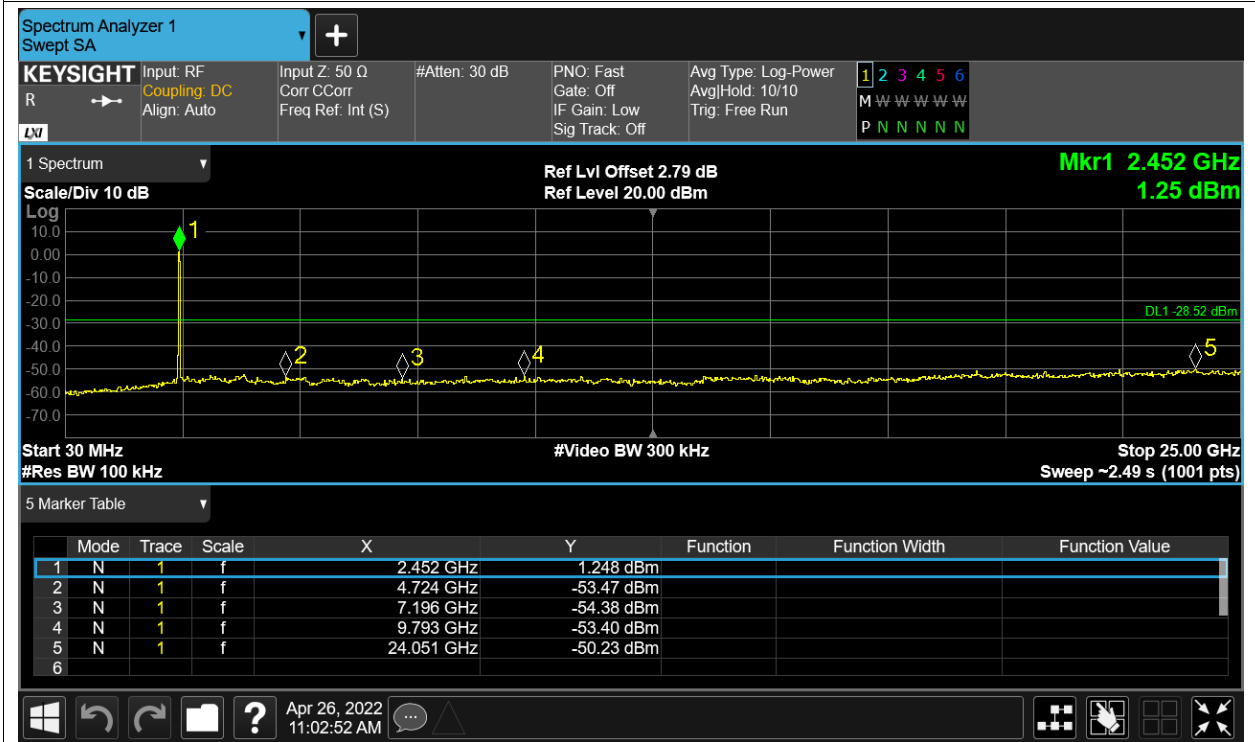 Spectrum Analyzer 1
Swept SA
+
KEYSIGHT
R
LXI
Input: RF
Coupling: DC
Align: Auto
Input Z: 50 Ω
Corr CCorr
Freq Ref: Int (S)
#Atten: 30 dB
PNO: Fast
Gate: Off
IF Gain: Low
Sig Track: Off
Avg Type: Log-Power
Avg|Hold: 10/10
Trig: Free Run
1 2 3 4 5 6
M W W W W W
P N N N N N
1 Spectrum
Scale/Div 10 dB
Ref Lvl Offset 2.79 dB
Ref Level 20.00 dBm
Mkr1 2.452 GHz
1.25 dBm
Log
10.0
0.00
-10.0
-20.0
-30.0
-40.0
-50.0
-60.0
-70.0
1
2
3
4
5
DL1 -28.52 dBm
Start 30 MHz
#Video BW 300 kHz
Stop 25.00 GHz
#Res BW 100 kHz
Sweep ~2.49 s (1001 pts)
5 Marker Table
Mode Trace Scale X Y Function Function Width Function Value
1 N 1 f 2.452 GHz 1.248 dBm
2 N 1 f 4.724 GHz -53.47 dBm
3 N 1 f 7.196 GHz -54.38 dBm
4 N 1 f 9.793 GHz -53.40 dBm
5 N 1 f 24.051 GHz -50.23 dBm
6
?
Apr 26, 2022
11:02:52 AM